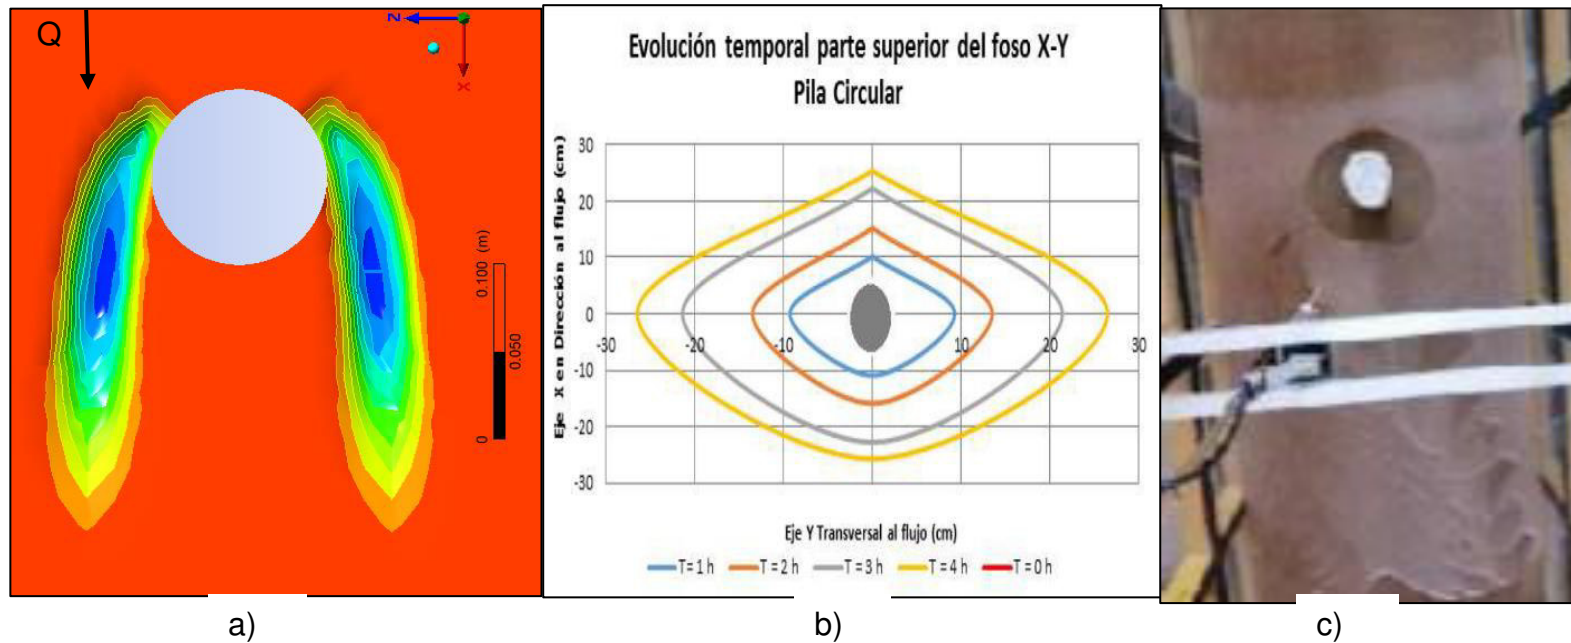 Q
Z
X
0.100 (m)
0.050
0
Evolución temporal parte superior del foso X-Y
Pila Circular
Eje X en Dirección al flujo (cm)
30
20
10
0
-30 -20 -10 10 20 30
-10
-20
-30
Eje Y Transversal al flujo (cm)
T = 1 h T = 2 h T = 3 h T = 4 h T = 0 h
a) b) c)